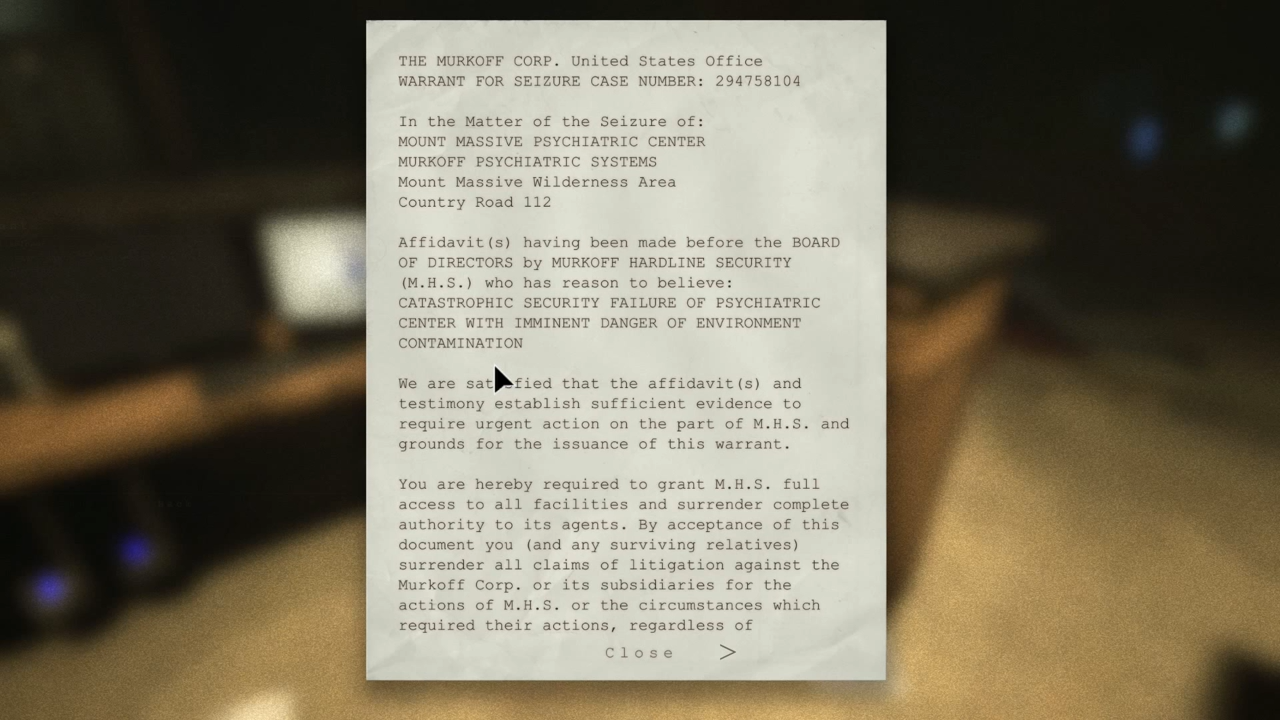 THE MURKOFF CORP. United States Office
WARRANT FOR SEIZURE CASE NUMBER: 294758104
In the Matter of the Seizure of:
MOUNT MASSIVE PSYCHIATRIC CENTER
MURKOFF PSYCHIATRIC SYSTEMS
Mount Massive Wilderness Area
Country Road 112
Affidavit(s) having been made before the BOARD
OF DIRECTORS by MURKOFF HARDLINE SECURITY
(M.H.S.) who has reason to believe:
CATASTROPHIC SECURITY FAILURE OF PSYCHIATRIC
CENTER WITH IMMINENT DANGER OF ENVIRONMENT
CONTAMINATION
We are satisfied that the affidavit(s) and
testimony establish sufficient evidence to
require urgent action on the part of M.H.S. and
grounds for the issuance of this warrant.
You are hereby required to grant M.H.S. full
access to all facilities and surrender complete
authority to its agents. By acceptance of this
document you (and any surviving relatives)
surrender all claims of litigation against the
Murkoff Corp. or its subsidiaries for the
actions of M.H.S. or the circumstances which
required their actions, regardless of
Close >